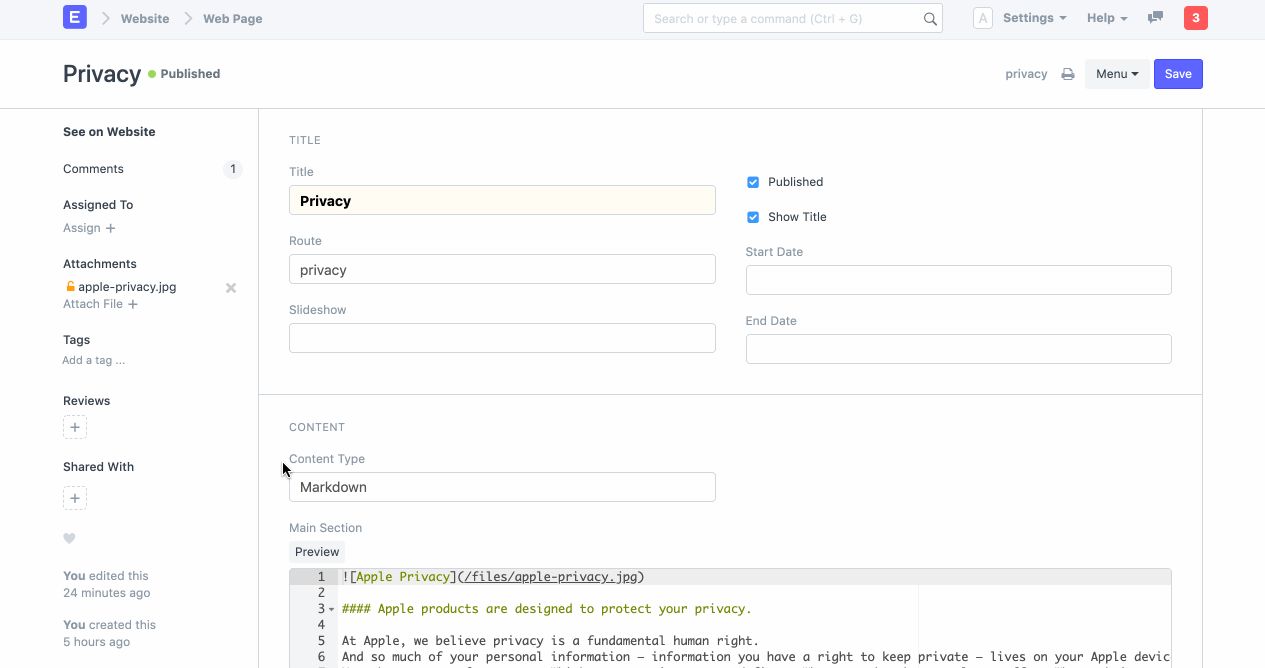 E Website Web Page
Search or type a command (Ctrl + G)
A Settings Help 3
Privacy Published
privacy Menu Save
See on Website
Comments 1
Assigned To
Assign +
Attachments
apple-privacy.jpg
Attach File +
Tags
Add a tag ...
Reviews
+
Shared With
+
You edited this
24 minutes ago
You created this
5 hours ago
TITLE
Title
Privacy
Route
privacy
Slideshow
Published
Show Title
Start Date
End Date
CONTENT
Content Type
Markdown
Main Section
Preview
1 ![Apple Privacy](/files/apple-privacy.jpg)
2
3 #### Apple products are designed to protect your privacy.
4
5 At Apple, we believe privacy is a fundamental human right.
6 And so much of your personal information — information you have a right to keep private — lives on your Apple devic